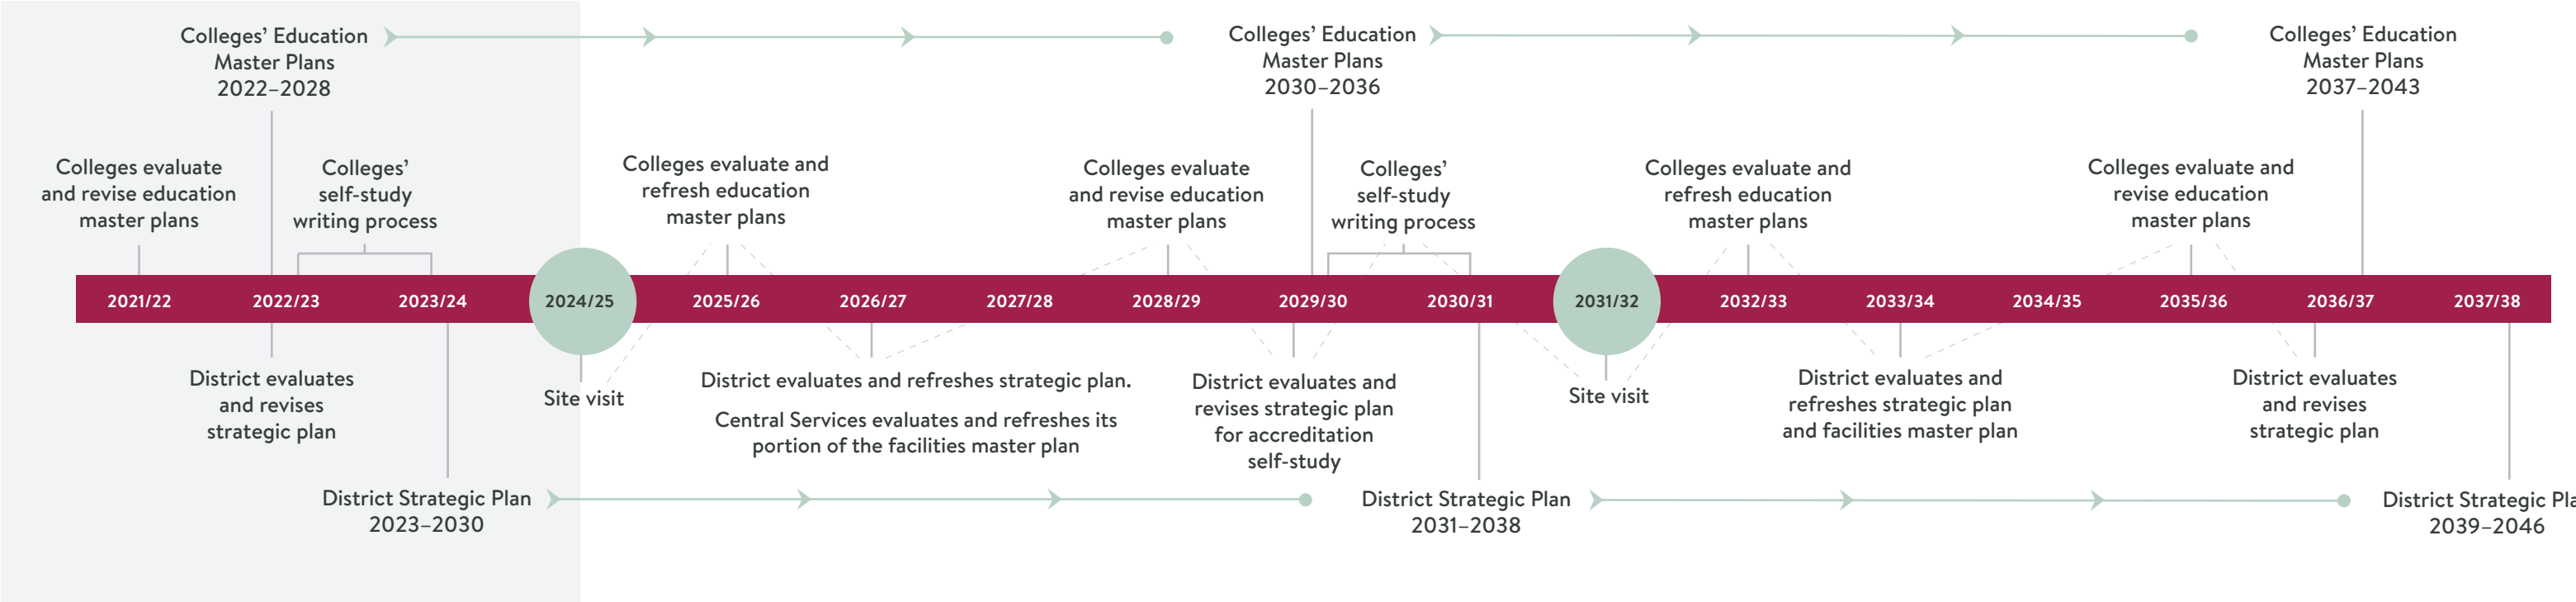 Colleges’ Education
Master Plans
2022–2028
Colleges’ Education
Master Plans
2030–2036
Colleges’ Education
Master Plans
2037–2043
Colleges evaluate
and revise education
master plans
Colleges’
self-study
writing process
Colleges evaluate and
refresh education
master plans
Colleges evaluate
and revise education
master plans
Colleges’
self-study
writing process
Colleges evaluate and
refresh education
master plans
Colleges evaluate and
revise education
master plans
2021/22
2022/23
2023/24
2024/25
2025/26
2026/27
2027/28
2028/29
2029/30
2030/31
2031/32
2032/33
2033/34
2034/35
2035/36
2036/37
2037/38
District evaluates
and revises
strategic plan
Site visit
District evaluates and refreshes strategic plan.
Central Services evaluates and refreshes its
portion of the facilities master plan
District evaluates and
revises strategic plan
for accreditation
self-study
Site visit
District evaluates and
refreshes strategic plan
and facilities master plan
District evaluates
and revises
strategic plan
District Strategic Plan
2023–2030
District Strategic Plan
2031–2038
District Strategic Pla
2039–2046